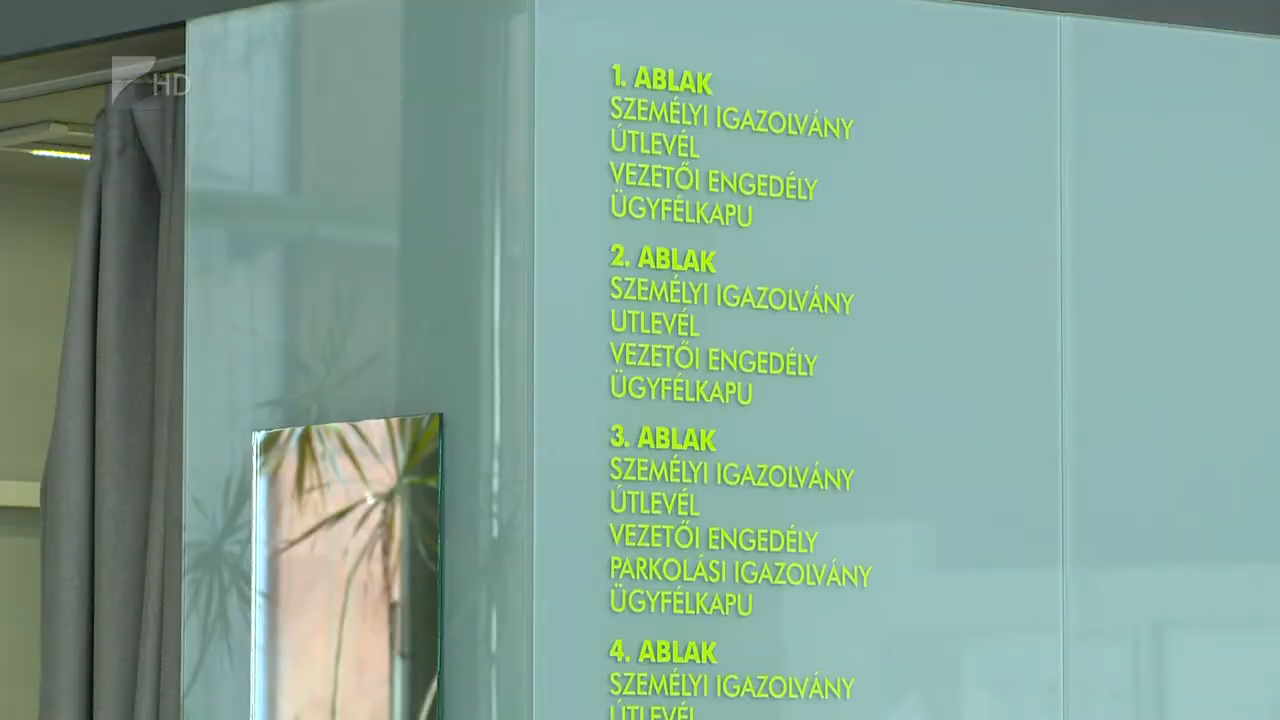 HD
1. ABLAK
SZEMÉLYI IGAZOLVÁNY
ÚTLEVÉL
VEZETŐI ENGEDÉLY
ÜGYFÉLKAPU
2. ABLAK
SZEMÉLYI IGAZOLVÁNY
UTLEVÉL
VEZETŐI ENGEDÉLY
ÜGYFÉLKAPU
3. ABLAK
SZEMÉLYI IGAZOLVÁNY
ÚTLEVÉL
VEZETŐI ENGEDÉLY
PARKOLÁSI IGAZOLVÁNY
ÜGYFÉLKAPU
4. ABLAK
SZEMÉLYI IGAZOLVÁNY
ÚTLEVÉL